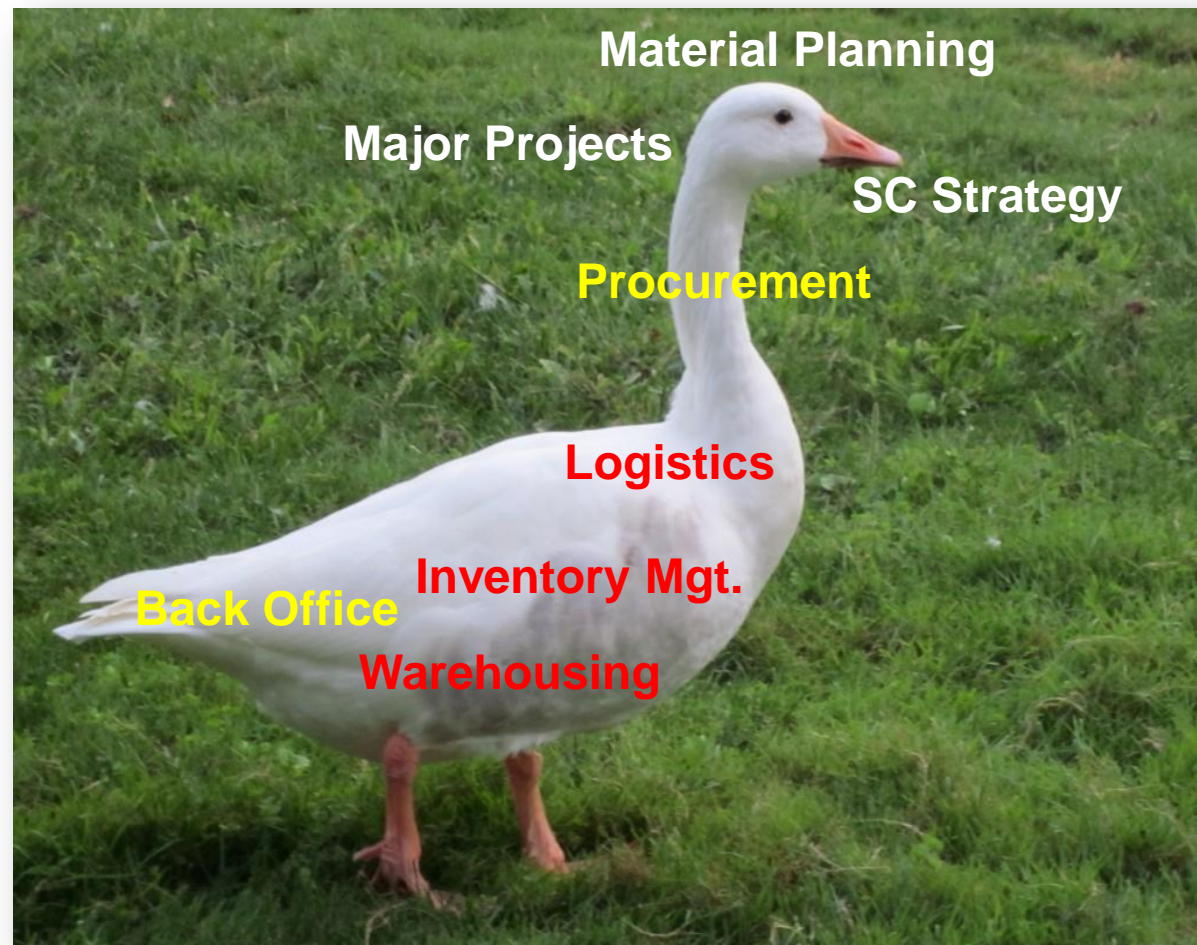 Material Planning
Major Projects
SC Strategy
Procurement
Logistics
Inventory Mgt.
Back Office
Warehousing